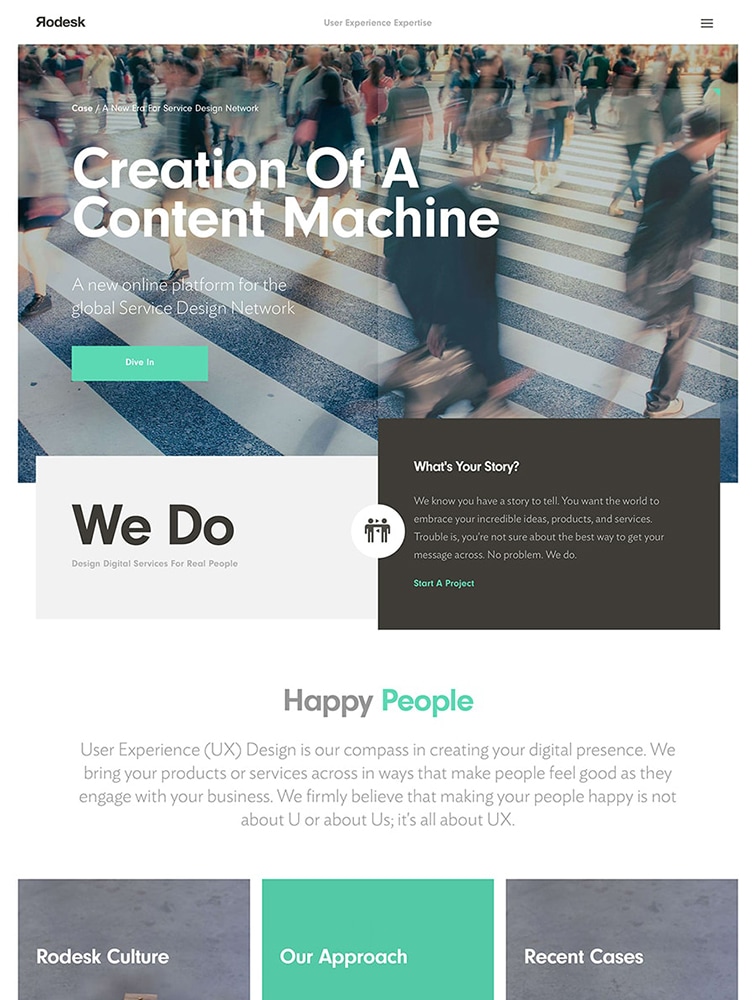 Яodesk
User Experience Expertise
Case / A New Era For Service Design Network
Creation Of A
Content Machine
A new online platform for the
global Service Design Network
Dive In
We Do
Design Digital Services For Real People
What's Your Story?
We know you have a story to tell. You want the world to
embrace your incredible ideas, products, and services.
Trouble is, you're not sure about the best way to get your
message across. No problem. We do.
Start A Project
Happy People
User Experience (UX) Design is our compass in creating your digital presence. We
bring your products or services across in ways that make people feel good as they
engage with your business. We firmly believe that making your people happy is not
about U or about Us; it's all about UX.
Rodesk Culture
Our Approach
Recent Cases